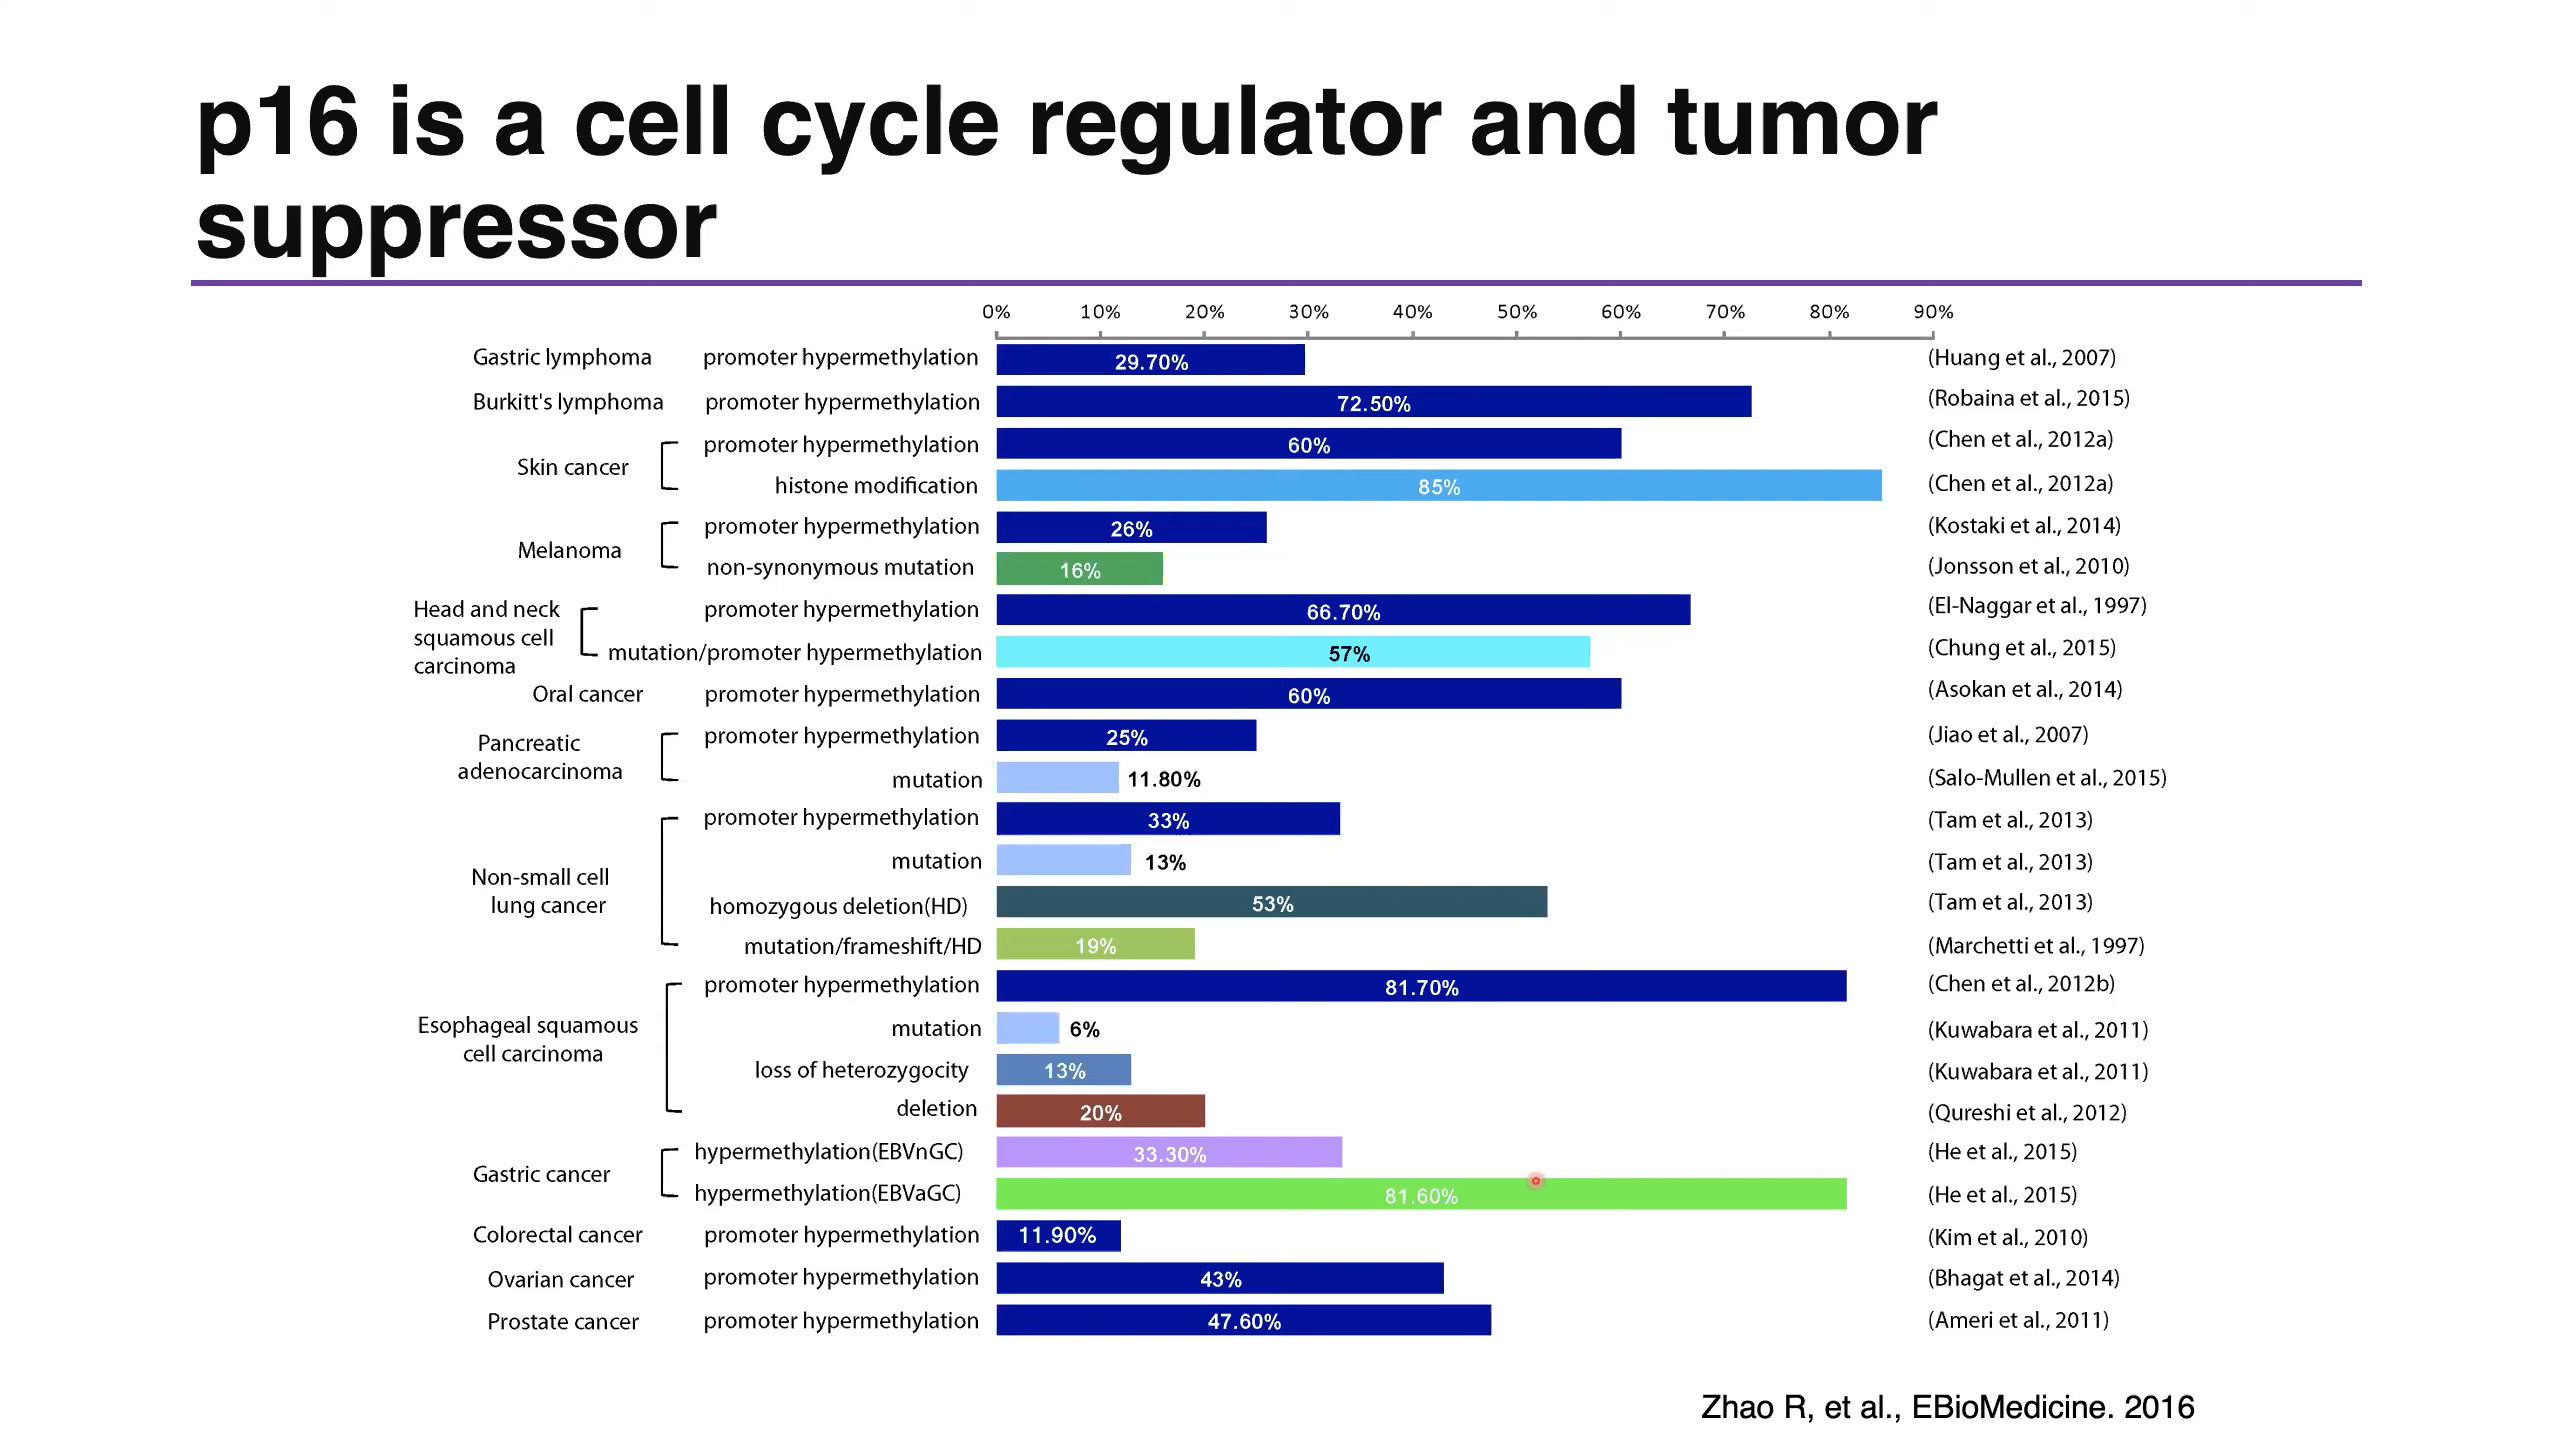 p16 is a cell cycle regulator and tumor
suppressor
0% 10% 20% 30% 40% 50% 60% 70% 80% 90%
Gastric lymphoma promoter hypermethylation 29.70% (Huang et al., 2007)
Burkitt's lymphoma promoter hypermethylation 72.50% (Robaina et al., 2015)
Skin cancer
promoter hypermethylation 60% (Chen et al., 2012a)
histone modification 85% (Chen et al., 2012a)
Melanoma
promoter hypermethylation 26% (Kostaki et al., 2014)
non-synonymous mutation 16% (Jonsson et al., 2010)
Head and neck
squamous cell
carcinoma
promoter hypermethylation 66.70% (El-Naggar et al., 1997)
mutation/promoter hypermethylation 57% (Chung et al., 2015)
Oral cancer promoter hypermethylation 60% (Asokan et al., 2014)
Pancreatic
adenocarcinoma
promoter hypermethylation 25% (Jiao et al., 2007)
mutation 11.80% (Salo-Mullen et al., 2015)
Non-small cell
lung cancer
promoter hypermethylation 33% (Tam et al., 2013)
mutation 13% (Tam et al., 2013)
homozygous deletion(HD) 53% (Tam et al., 2013)
mutation/frameshift/HD 19% (Marchetti et al., 1997)
Esophageal squamous
cell carcinoma
promoter hypermethylation 81.70% (Chen et al., 2012b)
mutation 6% (Kuwabara et al., 2011)
loss of heterozygocity 13% (Kuwabara et al., 2011)
deletion 20% (Qureshi et al., 2012)
Gastric cancer
hypermethylation(EBVnGC) 33.30% (He et al., 2015)
hypermethylation(EBVaGC) 81.60% (He et al., 2015)
Colorectal cancer promoter hypermethylation 11.90% (Kim et al., 2010)
Ovarian cancer promoter hypermethylation 43% (Bhagat et al., 2014)
Prostate cancer promoter hypermethylation 47.60% (Ameri et al., 2011)
Zhao R, et al., EBioMedicine. 2016